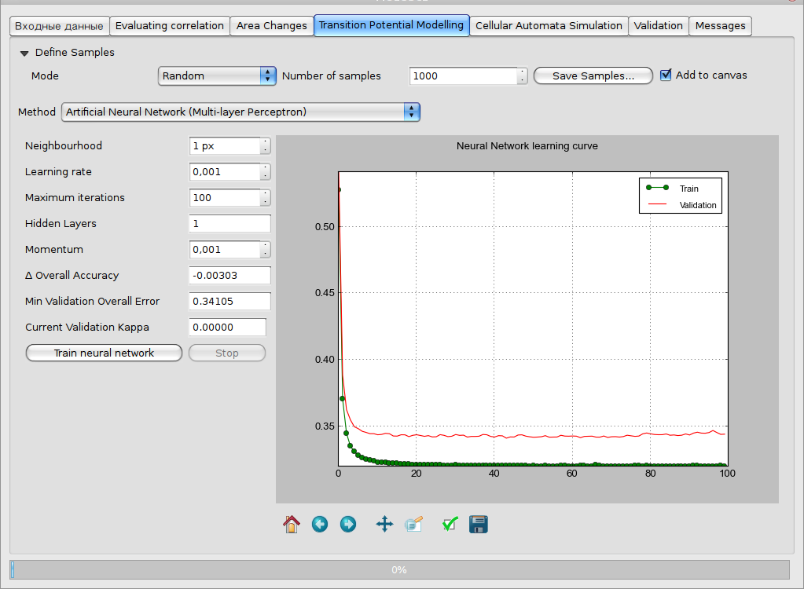 Входные данные Evaluating correlation Area Changes Transition Potential Modelling Cellular Automata Simulation Validation Messages
Define Samples
Mode Random Number of samples 1000 Save Samples... Add to canvas
Method Artificial Neural Network (Multi-layer Perceptron)
Neighbourhood 1 px
Learning rate 0,001
Maximum iterations 100
Hidden Layers 1
Momentum 0,001
Δ Overall Accuracy -0.00303
Min Validation Overall Error 0.34105
Current Validation Kappa 0.00000
Train neural network Stop
Neural Network learning curve
Train
Validation
0.50
0.45
0.40
0.35
0 20 40 60 80 100
0%